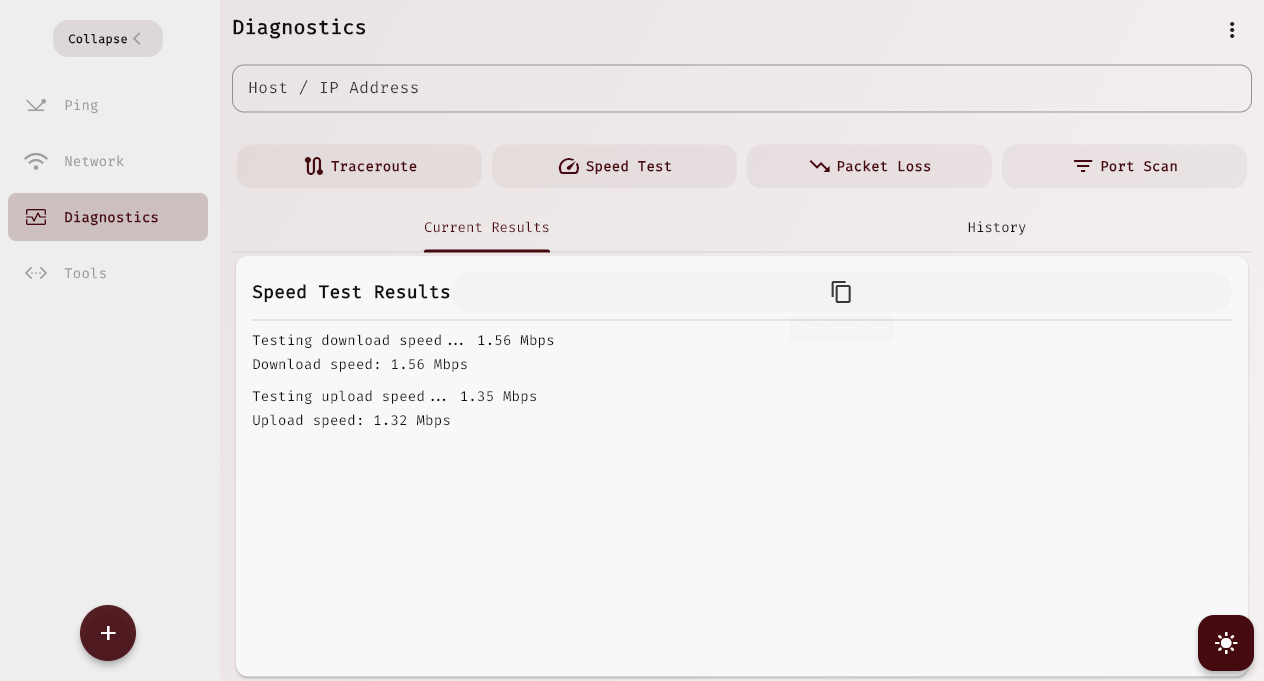 Collapse
Ping
Network
Diagnostics
Tools
Diagnostics
Host / IP Address
Traceroute
Speed Test
Packet Loss
Port Scan
Current Results
History
Speed Test Results
Testing download speed... 1.56 Mbps
Download speed: 1.56 Mbps
Testing upload speed... 1.35 Mbps
Upload speed: 1.32 Mbps